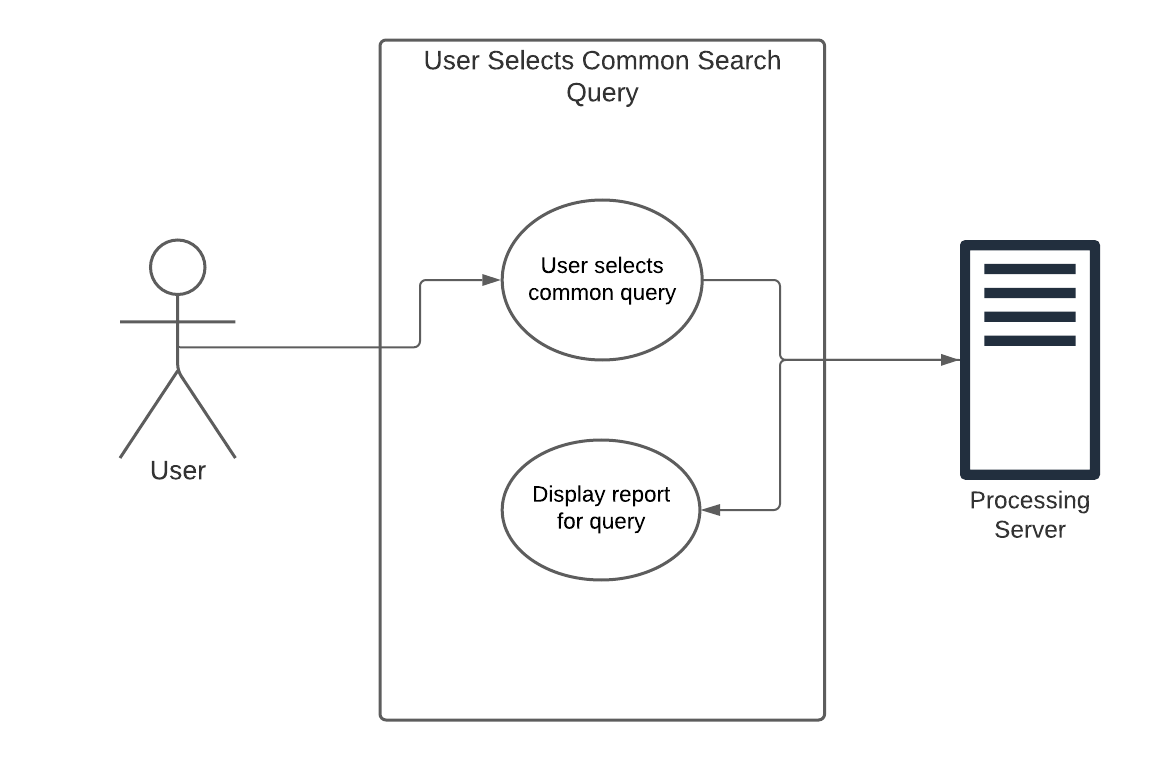 User Selects Common Search
Query
User selects
common query
User
Display report
for query
Processing
Server